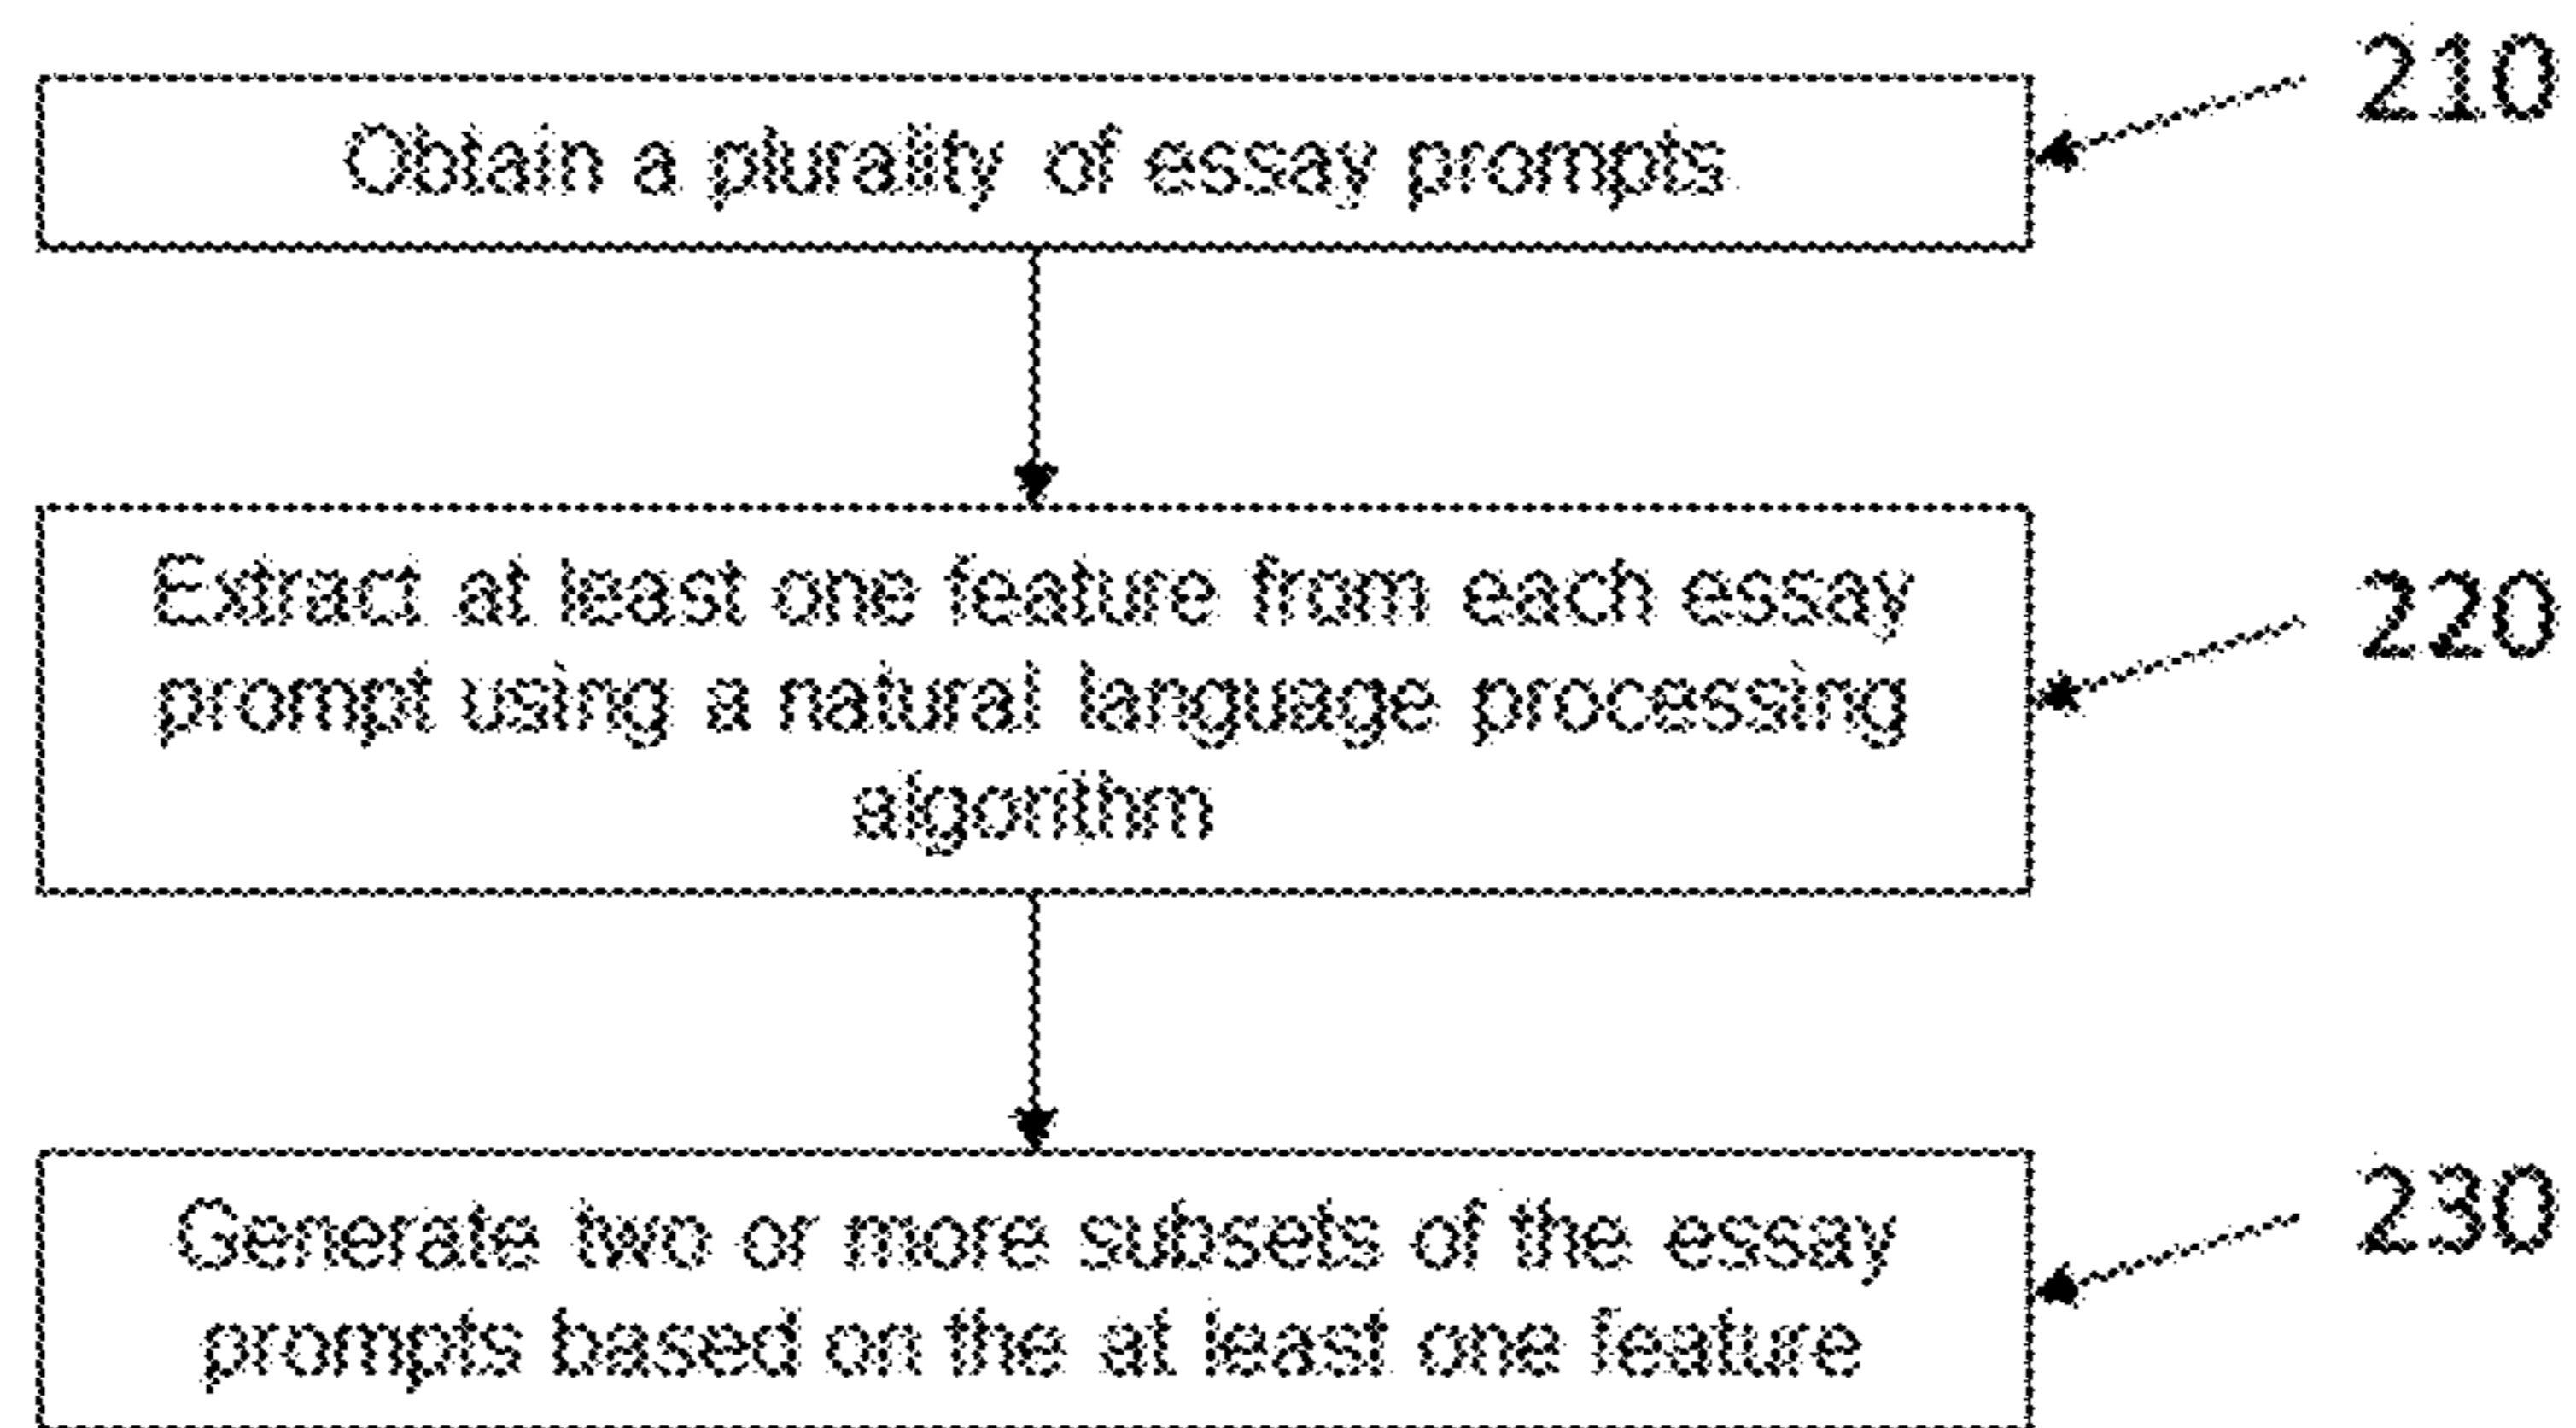 210
Obtain a plurality of essay prompts
220
Extract at least one feature from each essay
prompt using a natural language processing
algorithm
230
Generate two or more subsets of the essay
prompts based on the at least one feature